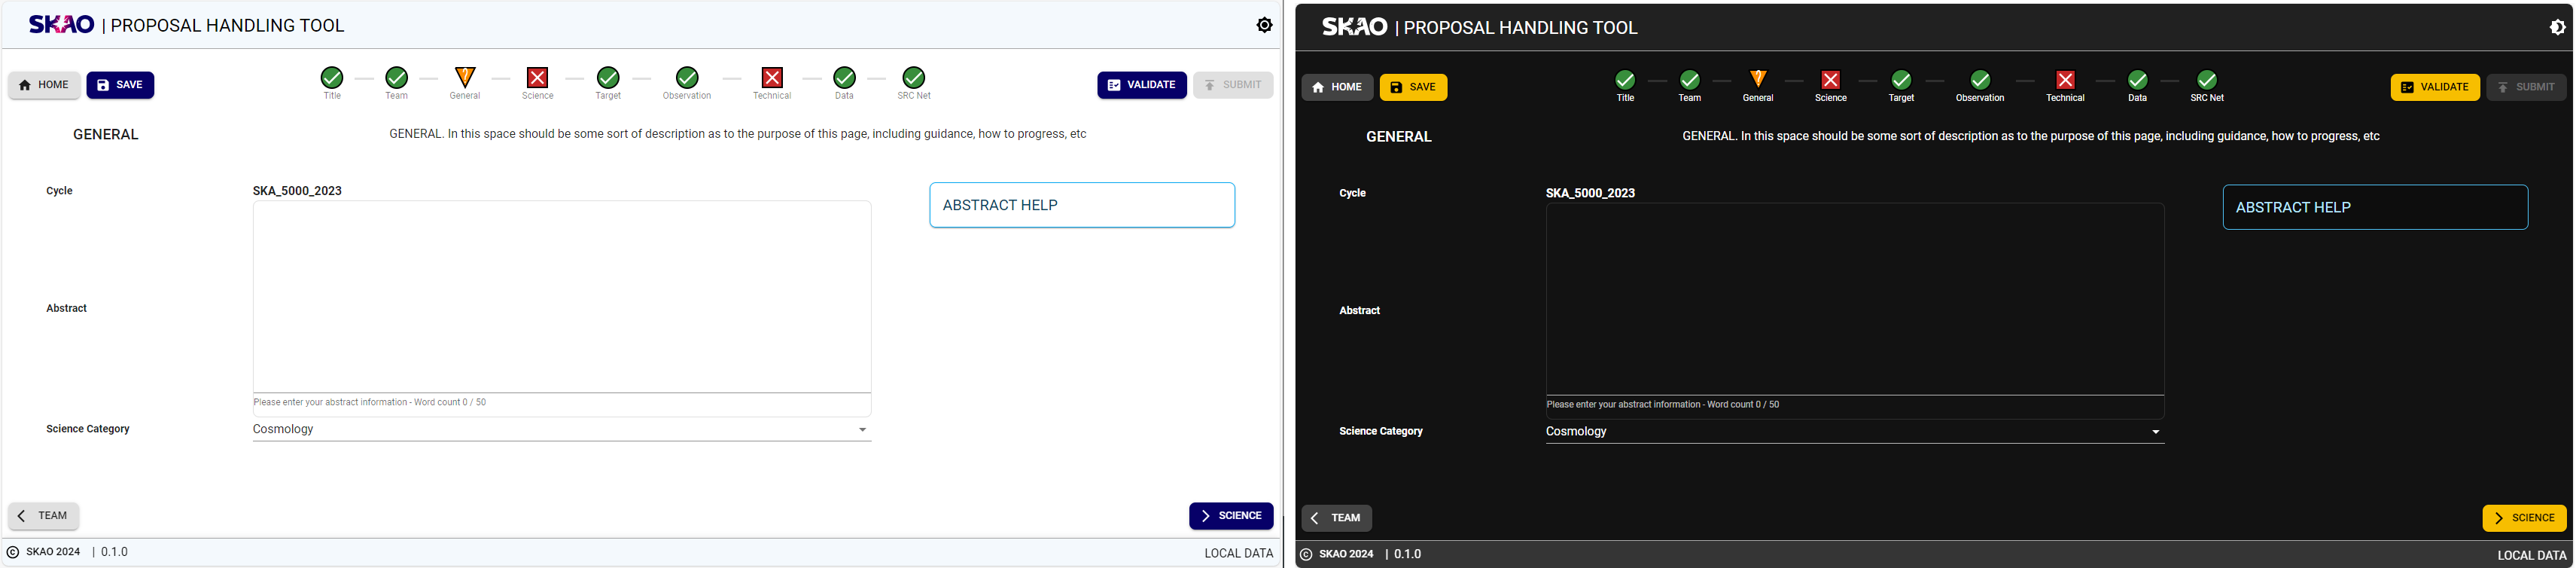 SKAO | PROPOSAL HANDLING TOOL
HOME
SAVE
Title
Team
General
Science
Target
Observation
Technical
Data
SRC Net
VALIDATE
SUBMIT
GENERAL
GENERAL. In this space should be some sort of description as to the purpose of this page, including guidance, how to progress, etc
Cycle
SKA_5000_2023
ABSTRACT HELP
Abstract
Please enter your abstract information - Word count 0 / 50
Science Category
Cosmology
TEAM
SCIENCE
© SKAO 2024 | 0.1.0
LOCAL DATA
SKAO | PROPOSAL HANDLING TOOL
HOME
SAVE
Title
Team
General
Science
Target
Observation
Technical
Data
SRC Net
VALIDATE
SUBMIT
GENERAL
GENERAL. In this space should be some sort of description as to the purpose of this page, including guidance, how to progress, etc
Cycle
SKA_5000_2023
ABSTRACT HELP
Abstract
Please enter your abstract information - Word count 0 / 50
Science Category
Cosmology
TEAM
SCIENCE
© SKAO 2024 | 0.1.0
LOCAL DATA